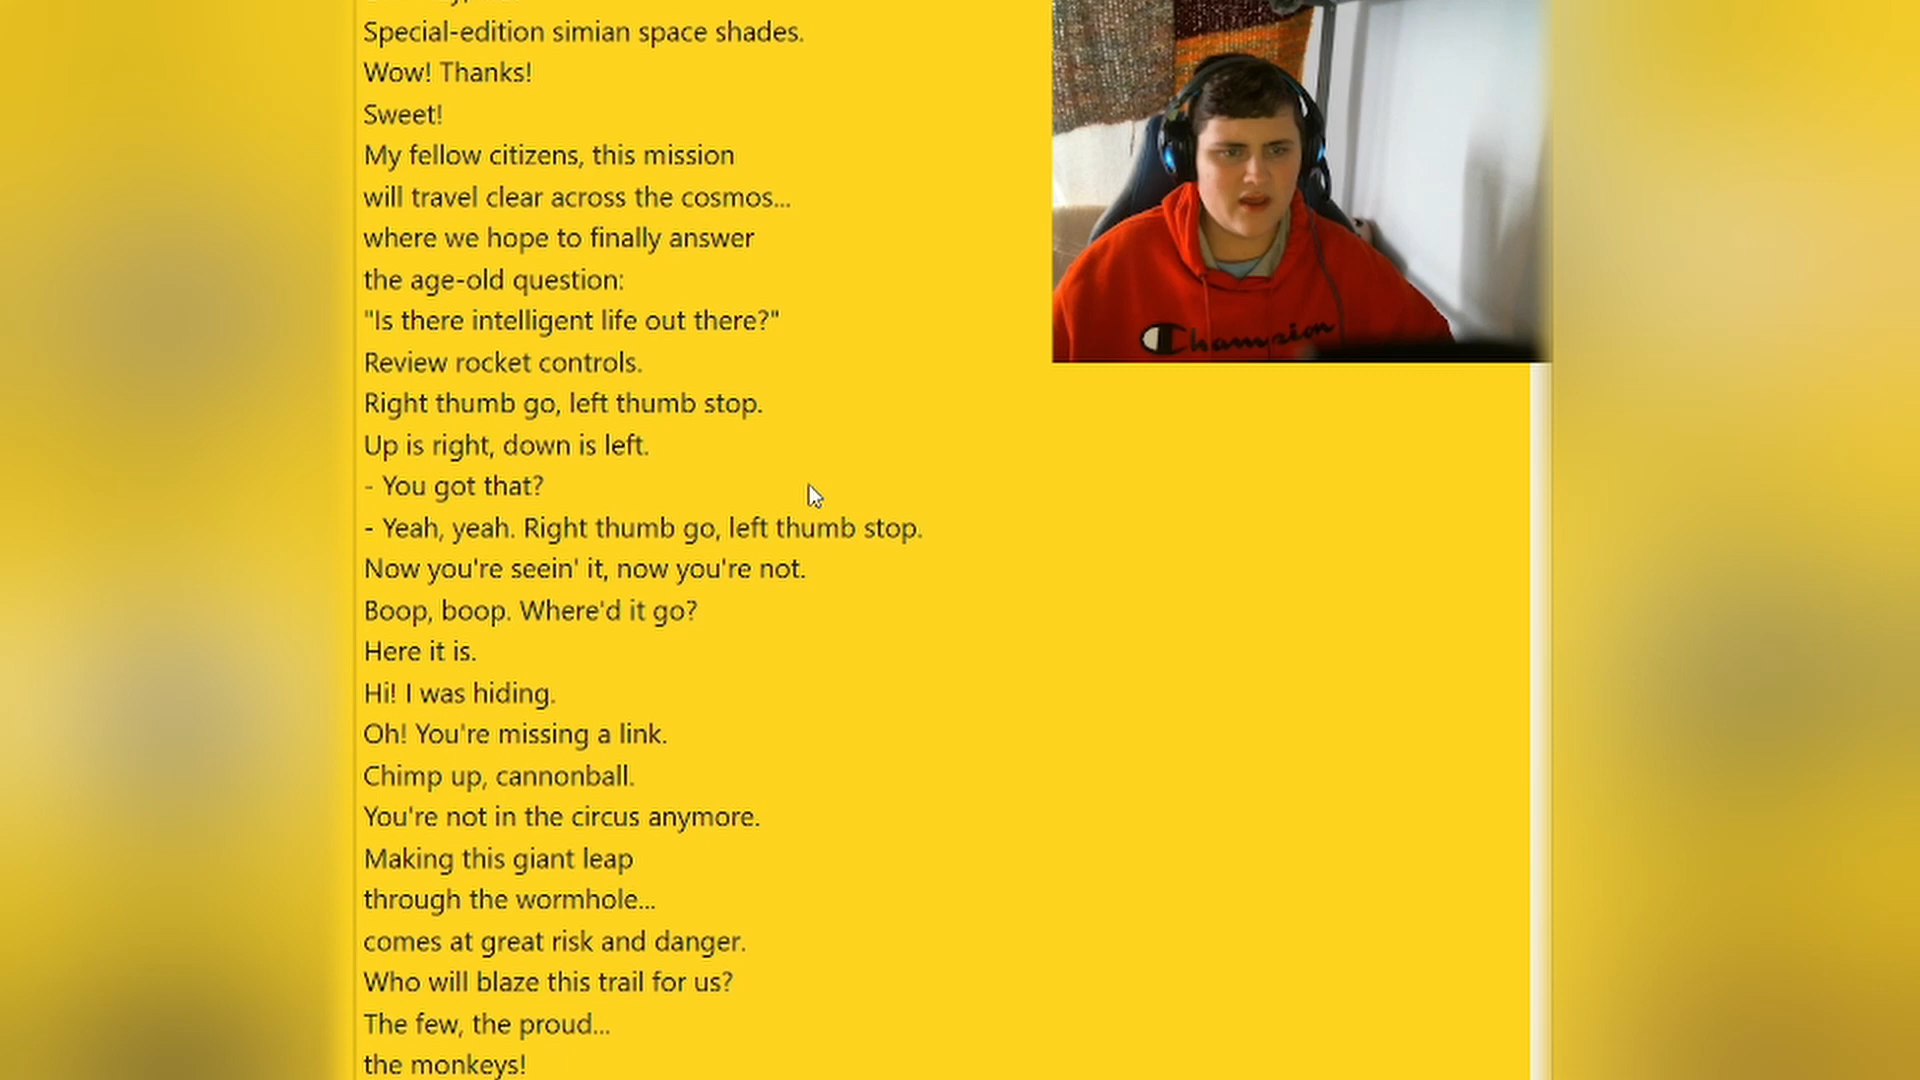 Special-edition simian space shades.
Wow! Thanks!
Sweet!
My fellow citizens, this mission
will travel clear across the cosmos...
where we hope to finally answer
the age-old question:
"Is there intelligent life out there?"
Review rocket controls.
Right thumb go, left thumb stop.
Up is right, down is left.
- You got that?
- Yeah, yeah. Right thumb go, left thumb stop.
Now you're seein' it, now you're not.
Boop, boop. Where'd it go?
Here it is.
Hi! I was hiding.
Oh! You're missing a link.
Chimp up, cannonball.
You're not in the circus anymore.
Making this giant leap
through the wormhole...
comes at great risk and danger.
Who will blaze this trail for us?
The few, the proud...
the monkeys!
Champion